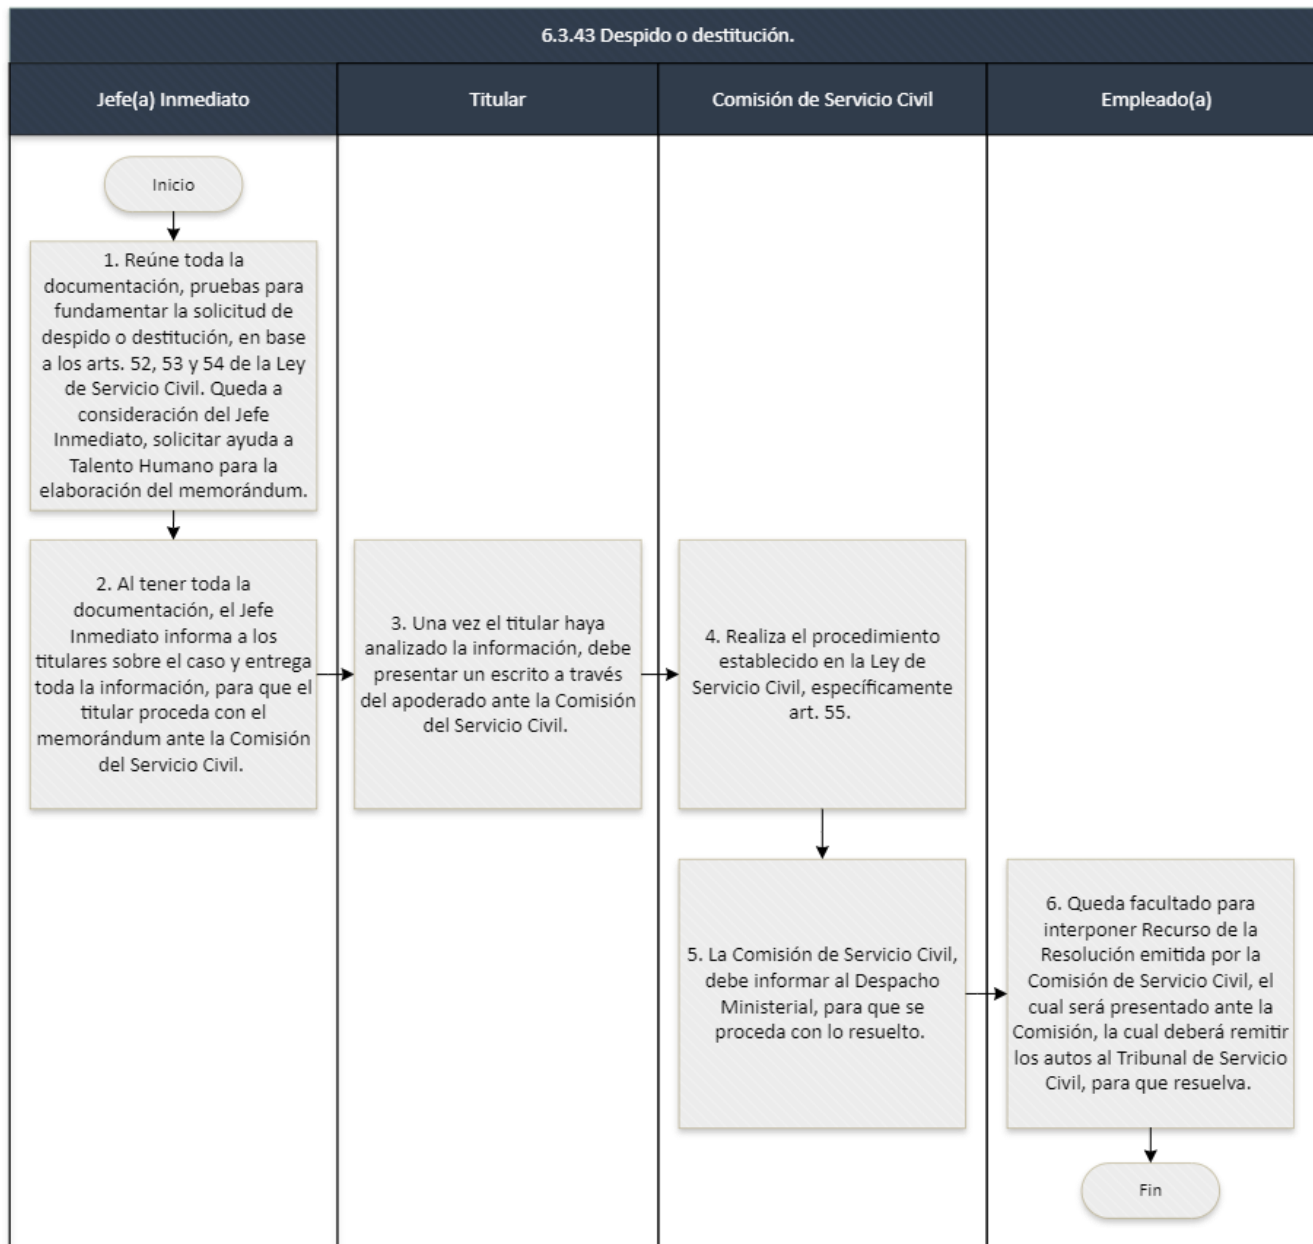 6.3.43 Despido o destitución.
Jefe(a) Inmediato
Titular
Comisión de Servicio Civil
Empleado(a)
Inicio
1. Reúne toda la
documentación, pruebas para
fundamentar la solicitud de
despido o destitución, en base
a los arts. 52, 53 y 54 de la Ley
de Servicio Civil. Queda a
consideración del Jefe
Inmediato, solicitar ayuda a
Talento Humano para la
elaboración del memorándum.
2. Al tener toda la
documentación, el Jefe
Inmediato informa a los
titulares sobre el caso y entrega
toda la información, para que el
titular proceda con el
memorándum ante la Comisión
del Servicio Civil.
3. Una vez el titular haya
analizado la información, debe
presentar un escrito a través
del apoderado ante la Comisión
del Servicio Civil.
4. Realiza el procedimiento
establecido en la Ley de
Servicio Civil, específicamente
art. 55.
5. La Comisión de Servicio Civil,
debe informar al Despacho
Ministerial, para que se
proceda con lo resuelto.
6. Queda facultado para
interponer Recurso de la
Resolución emitida por la
Comisión de Servicio Civil, el
cual será presentado ante la
Comisión, la cual deberá remitir
los autos al Tribunal de Servicio
Civil, para que resuelva.
Fin